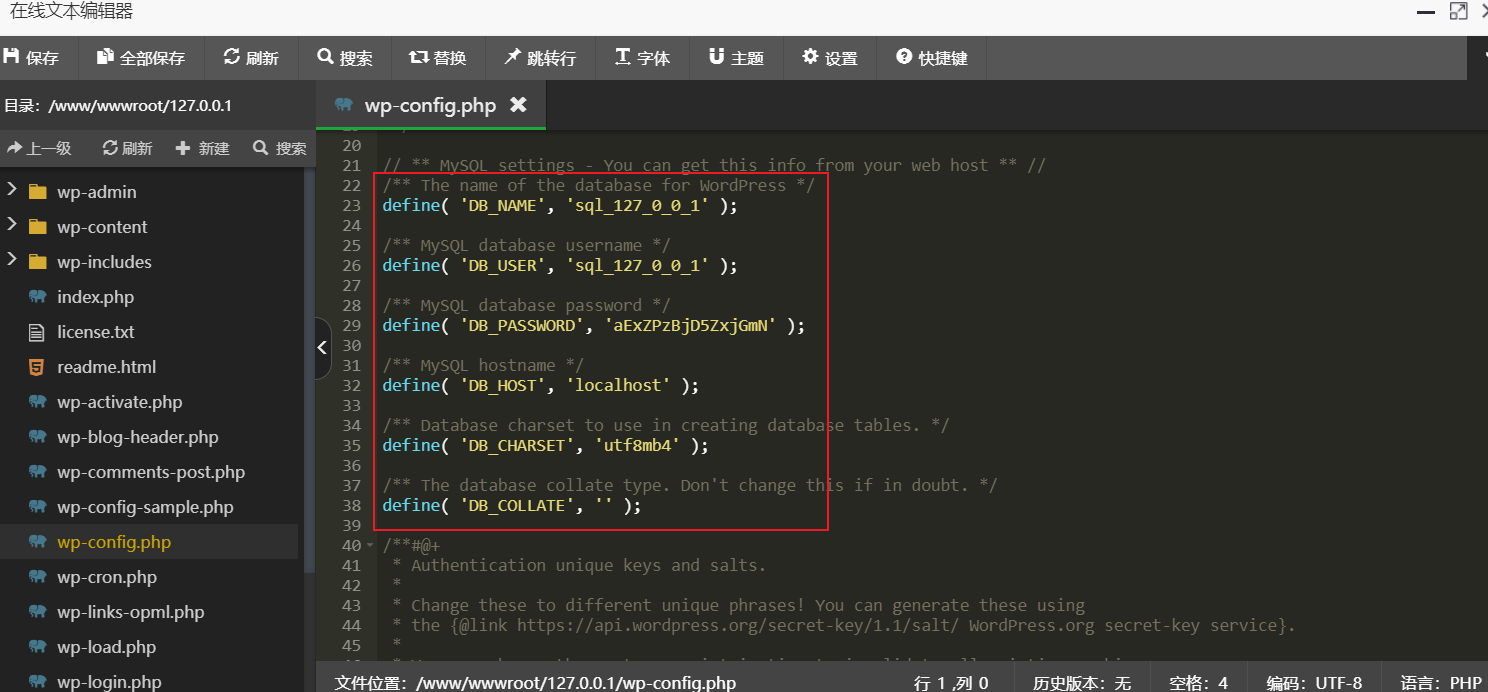 在线文本编辑器
保存 全部保存 刷新 搜索 替换 跳转行 字体 主题 设置 快捷键
目录: /www/wwwroot/127.0.0.1
wp-config.php
上一级 刷新 新建 搜索
wp-admin
wp-content
wp-includes
index.php
license.txt
readme.html
wp-activate.php
wp-blog-header.php
wp-comments-post.php
wp-config-sample.php
wp-config.php
wp-cron.php
wp-links-opml.php
wp-load.php
wp-login.php
20
21 // ** MySQL settings - You can get this info from your web host ** //
22 /** The name of the database for WordPress */
23 define( 'DB_NAME', 'sql_127_0_0_1' );
24
25 /** MySQL database username */
26 define( 'DB_USER', 'sql_127_0_0_1' );
27
28 /** MySQL database password */
29 define( 'DB_PASSWORD', 'aExZPzBjD5ZxjGmN' );
30
31 /** MySQL hostname */
32 define( 'DB_HOST', 'localhost' );
33
34 /** Database charset to use in creating database tables. */
35 define( 'DB_CHARSET', 'utf8mb4' );
36
37 /** The database collate type. Don't change this if in doubt. */
38 define( 'DB_COLLATE', '' );
39
40 /**#@+
41 * Authentication unique keys and salts.
42 *
43 * Change these to different unique phrases! You can generate these using
44 * the {@link https://api.wordpress.org/secret-key/1.1/salt/ WordPress.org secret-key service}.
45 *
文件位置: /www/wwwroot/127.0.0.1/wp-config.php 行 1 ,列 0 历史版本: 无 空格: 4 编码: UTF-8 语言: PHP